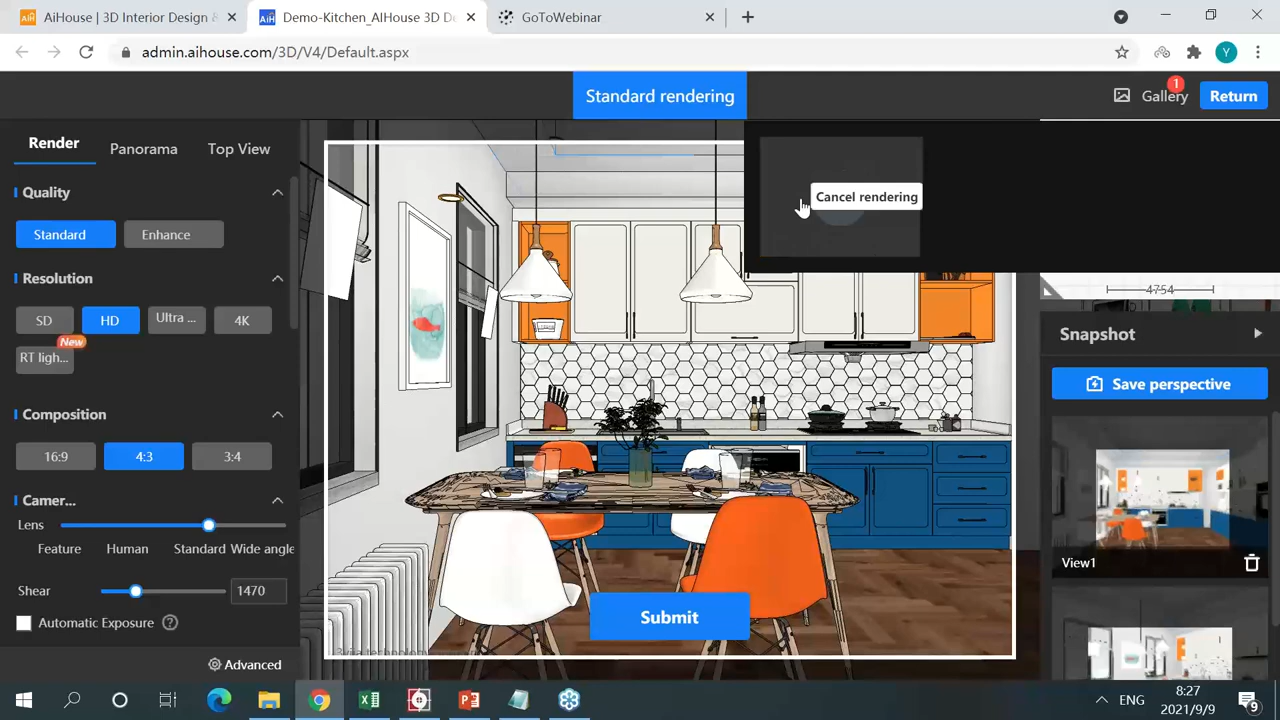 AiHouse | 3D Interior Design &
Demo-Kitchen_AiHouse 3D De
GoToWebinar
admin.aihouse.com/3D/V4/Default.aspx
Y
Standard rendering
1
Gallery
Return
Render
Panorama
Top View
Cancel rendering
Quality
Standard
Enhance
Resolution
SD
HD
Ultra ...
4K
New
RT ligh...
4754
Snapshot
Save perspective
Composition
16:9
4:3
3:4
Camer...
Lens
Feature
Human
Standard
Wide angle
Shear
1470
Automatic Exposure
?
View1
Submit
Advanced
ENG
8:27
2021/9/9
9